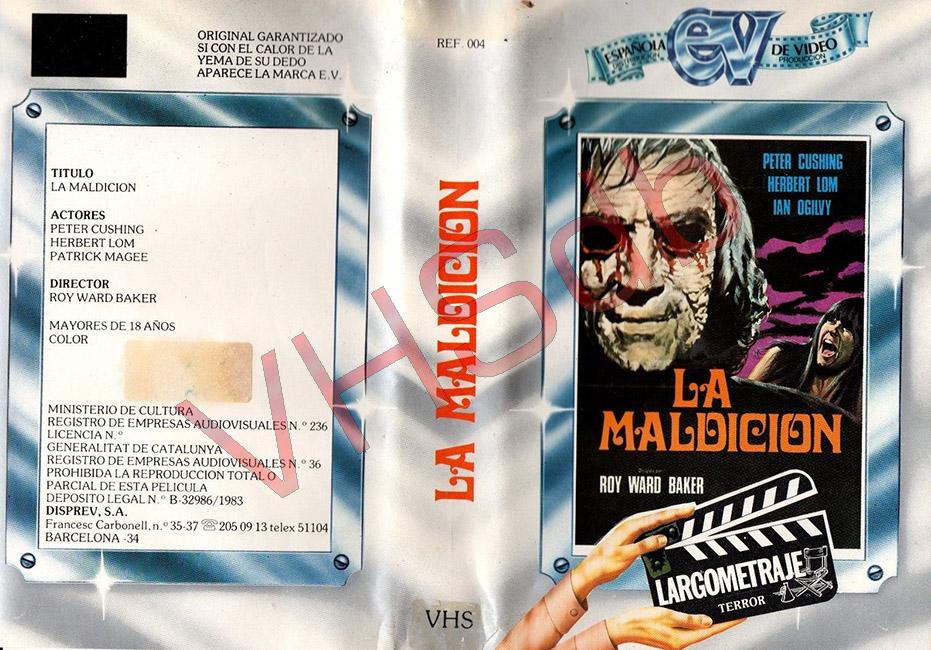 ORIGINAL GARANTIZADO
SI CON EL CALOR DE LA
YEMA DE SU DEDO
APARECE LA MARCA E.V.
TITULO
LA MALDICION
ACTORES
PETER CUSHING
HERBERT LOM
PATRICK MAGEE
DIRECTOR
ROY WARD BAKER
MAYORES DE 18 AÑOS
COLOR
MINISTERIO DE CULTURA
REGISTRO DE EMPRESAS AUDIOVISUALES N.º 236
LICENCIA N.º
GENERALITAT DE CATALUNYA
REGISTRO DE EMPRESAS AUDIOVISUALES N.º 36
PROHIBIDA LA REPRODUCCION TOTAL O
PARCIAL DE ESTA PELICULA
DEPOSITO LEGAL N.º B-32986/1983
DISPREV, S.A.
Francesc Carbonell, n.º 35-37 ☎ 205 09 13 telex 51104
BARCELONA -34
REF. 004
LA MALDICION
VHS
ESPAÑOLA
ev
DE VIDEO
PRODUCCION
PETER CUSHING
HERBERT LOM
IAN OGILVY
LA
MALDICION
Dirigida por
ROY WARD BAKER
LARGOMETRAJE
TERROR
VHSdb